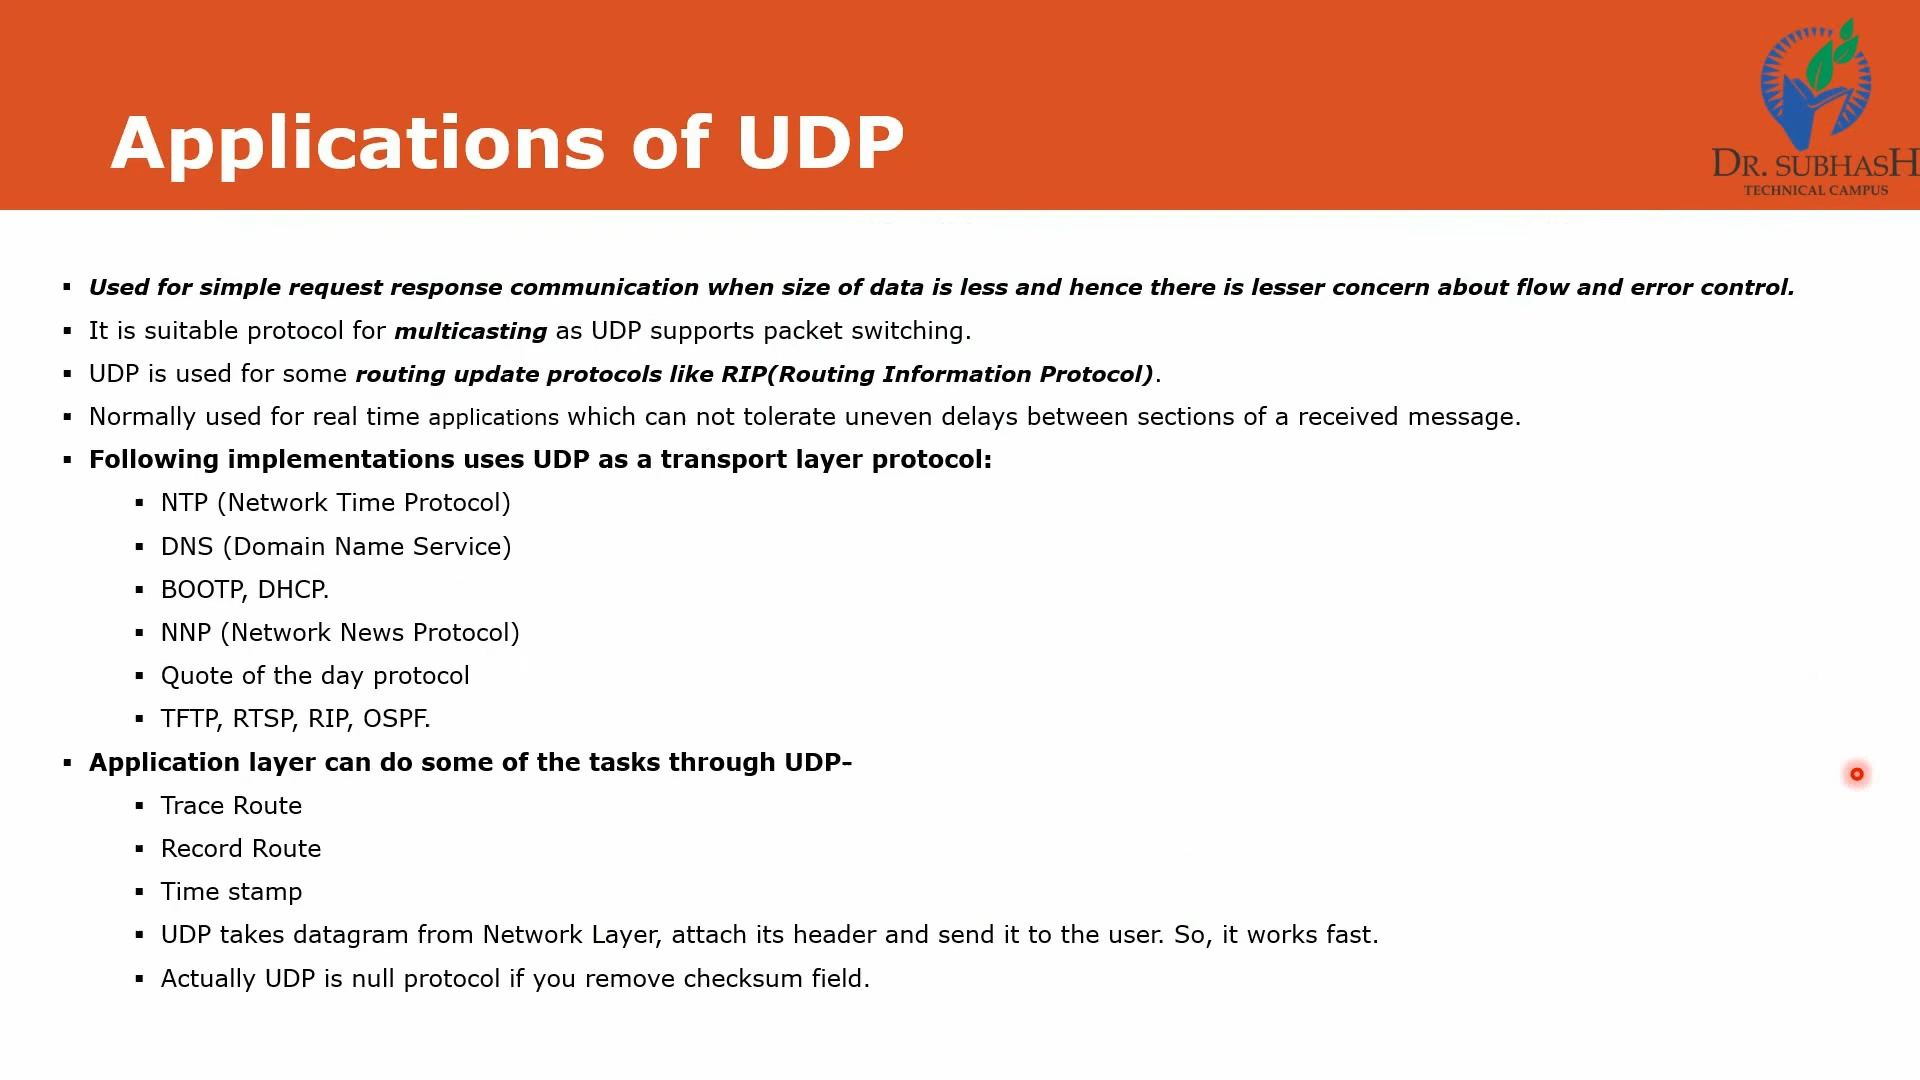 Applications of UDP
DR. SUBHASH
TECHNICAL CAMPUS
▪ Used for simple request response communication when size of data is less and hence there is lesser concern about flow and error control.
▪ It is suitable protocol for multicasting as UDP supports packet switching.
▪ UDP is used for some routing update protocols like RIP(Routing Information Protocol).
▪ Normally used for real time applications which can not tolerate uneven delays between sections of a received message.
▪ Following implementations uses UDP as a transport layer protocol:
▪ NTP (Network Time Protocol)
▪ DNS (Domain Name Service)
▪ BOOTP, DHCP.
▪ NNP (Network News Protocol)
▪ Quote of the day protocol
▪ TFTP, RTSP, RIP, OSPF.
▪ Application layer can do some of the tasks through UDP-
▪ Trace Route
▪ Record Route
▪ Time stamp
▪ UDP takes datagram from Network Layer, attach its header and send it to the user. So, it works fast.
▪ Actually UDP is null protocol if you remove checksum field.